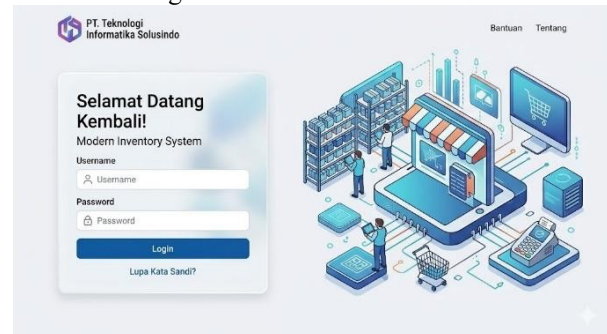 PT. Teknologi
Informatika Solusindo
Bantuan Tentang
Selamat Datang
Kembali!
Modern Inventory System
Username
Username
Password
Password
Login
Lupa Kata Sandi?